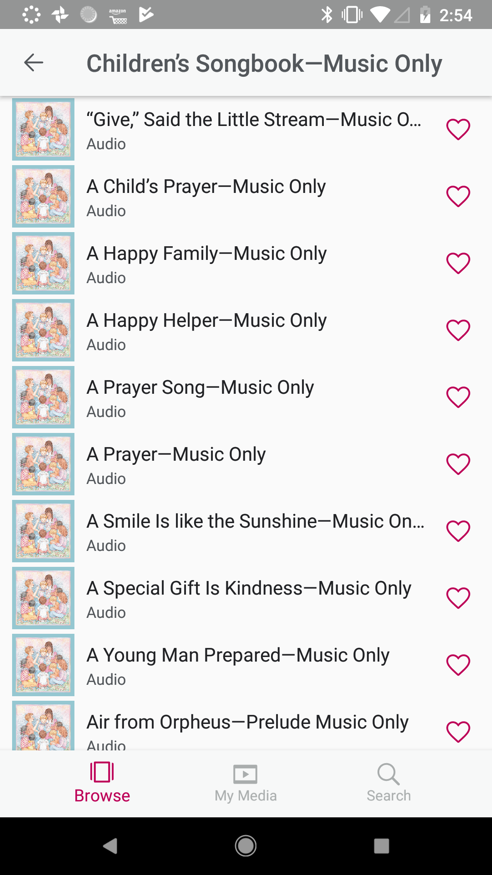 amazon
2:54
Children’s Songbook—Music Only
“Give,” Said the Little Stream—Music O...
Audio
A Child’s Prayer—Music Only
Audio
A Happy Family—Music Only
Audio
A Happy Helper—Music Only
Audio
A Prayer Song—Music Only
Audio
A Prayer—Music Only
Audio
A Smile Is like the Sunshine—Music On...
Audio
A Special Gift Is Kindness—Music Only
Audio
A Young Man Prepared—Music Only
Audio
Air from Orpheus—Prelude Music Only
Audio
Browse
My Media
Search